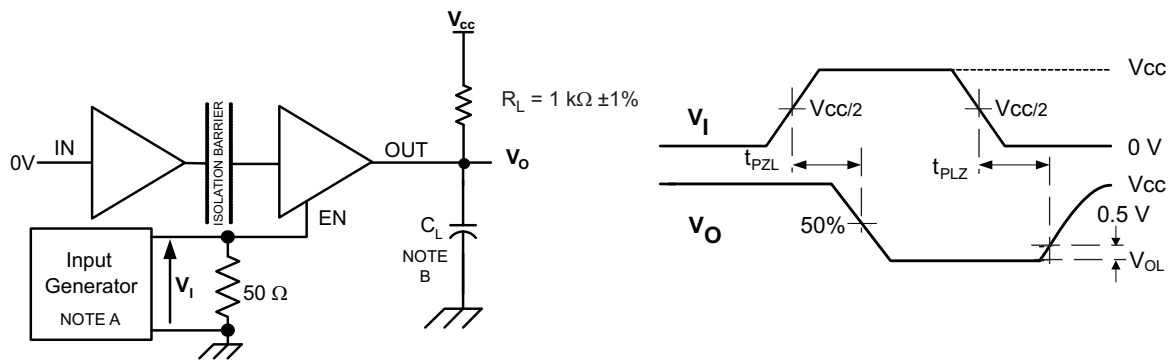 Vcc
RL = 1 kΩ ±1%
IN
0V
ISOLATION BARRIER
OUT
VO
EN
CL
NOTE
B
Input
Generator
NOTE A
VI
50 Ω
Vcc
Vcc/2
Vcc/2
VI
0 V
tPZL
tPLZ
Vcc
0.5 V
VO
50%
VOL